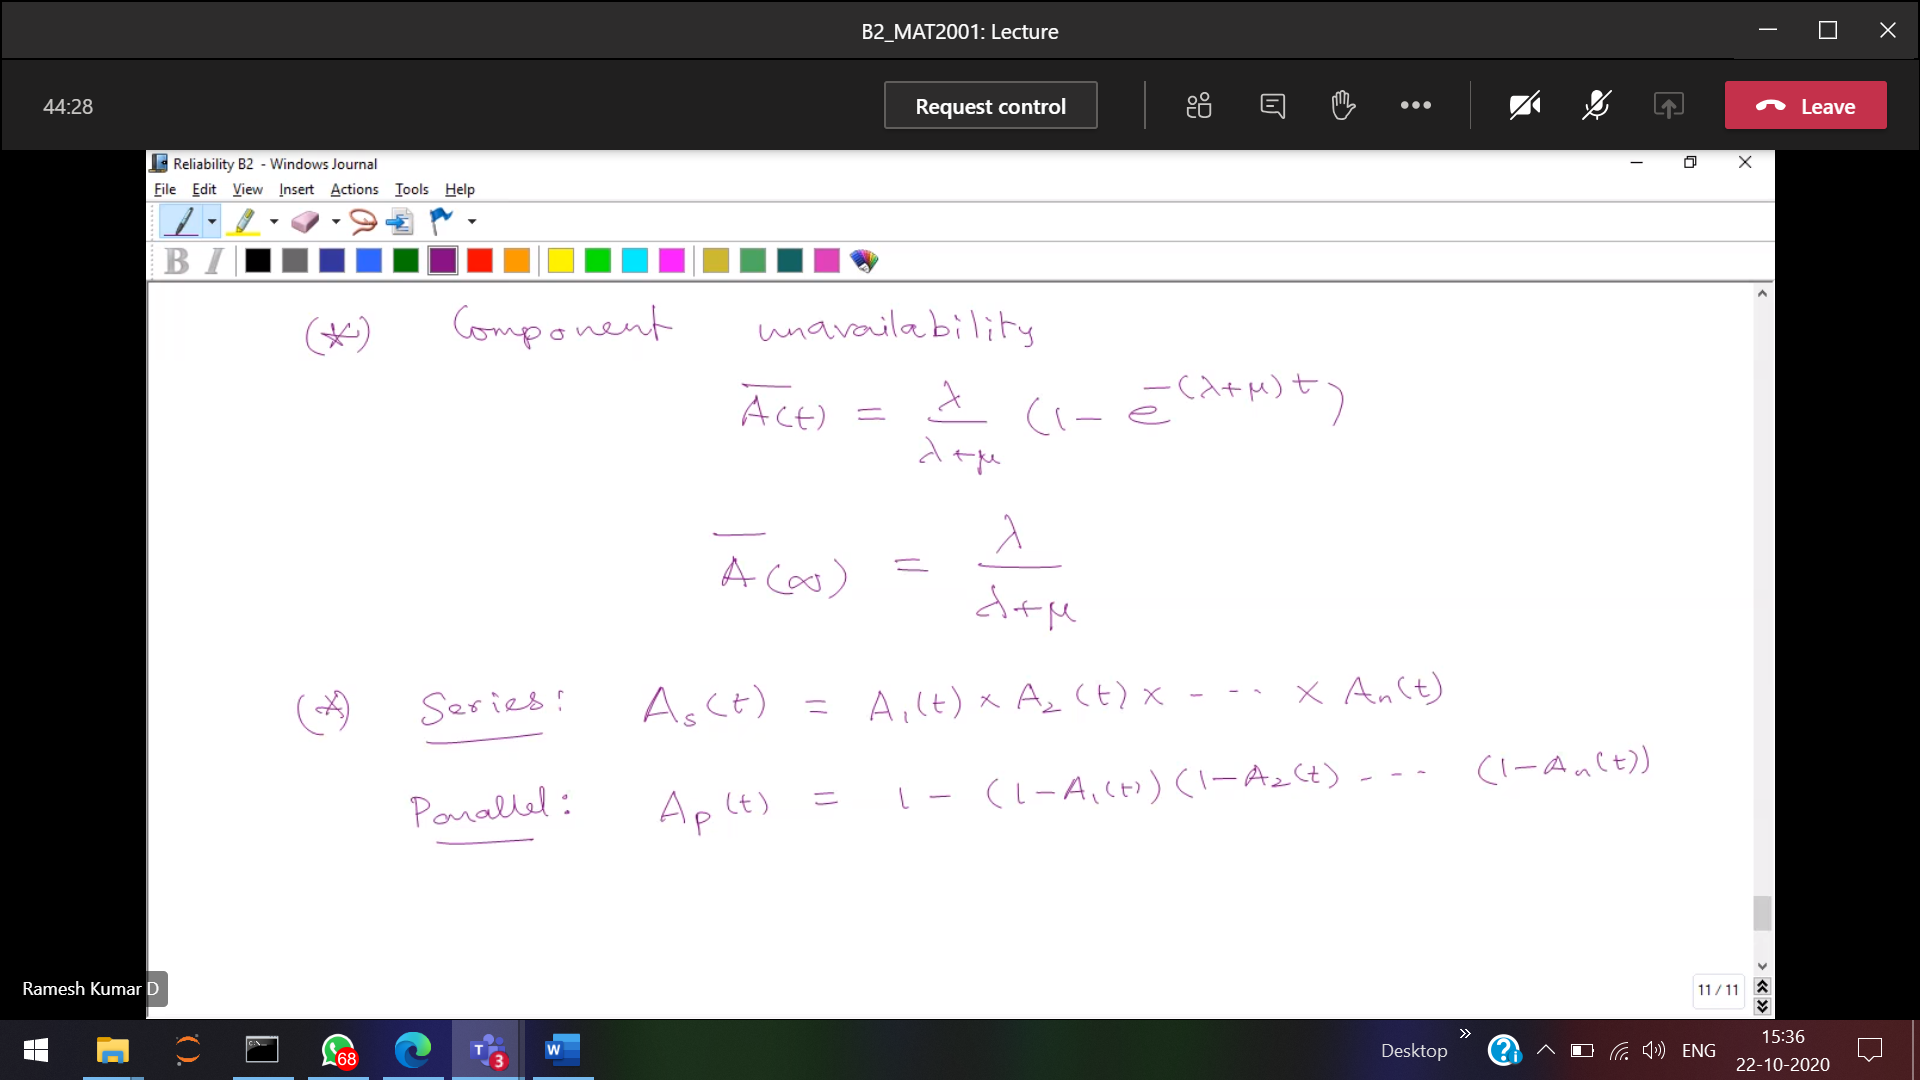 B2_MAT2001: Lecture
44:28
Request control
Leave
Reliability B2 - Windows Journal
File Edit View Insert Actions Tools Help
B I
(*) Component unavailability
A̅(t) = λ/(λ+μ) (1 - e^-(λ+μ)t)
A̅(∞) = λ/(λ+μ)
(*) Series: As(t) = A1(t) × A2(t) × - - -- × An(t)
Parallel: Ap(t) = 1 - (1-A1(t)) (1-A2(t) - - - (1-An(t))
Ramesh Kumar D
11 / 11
68
3
W
Desktop
ENG
15:36
22-10-2020